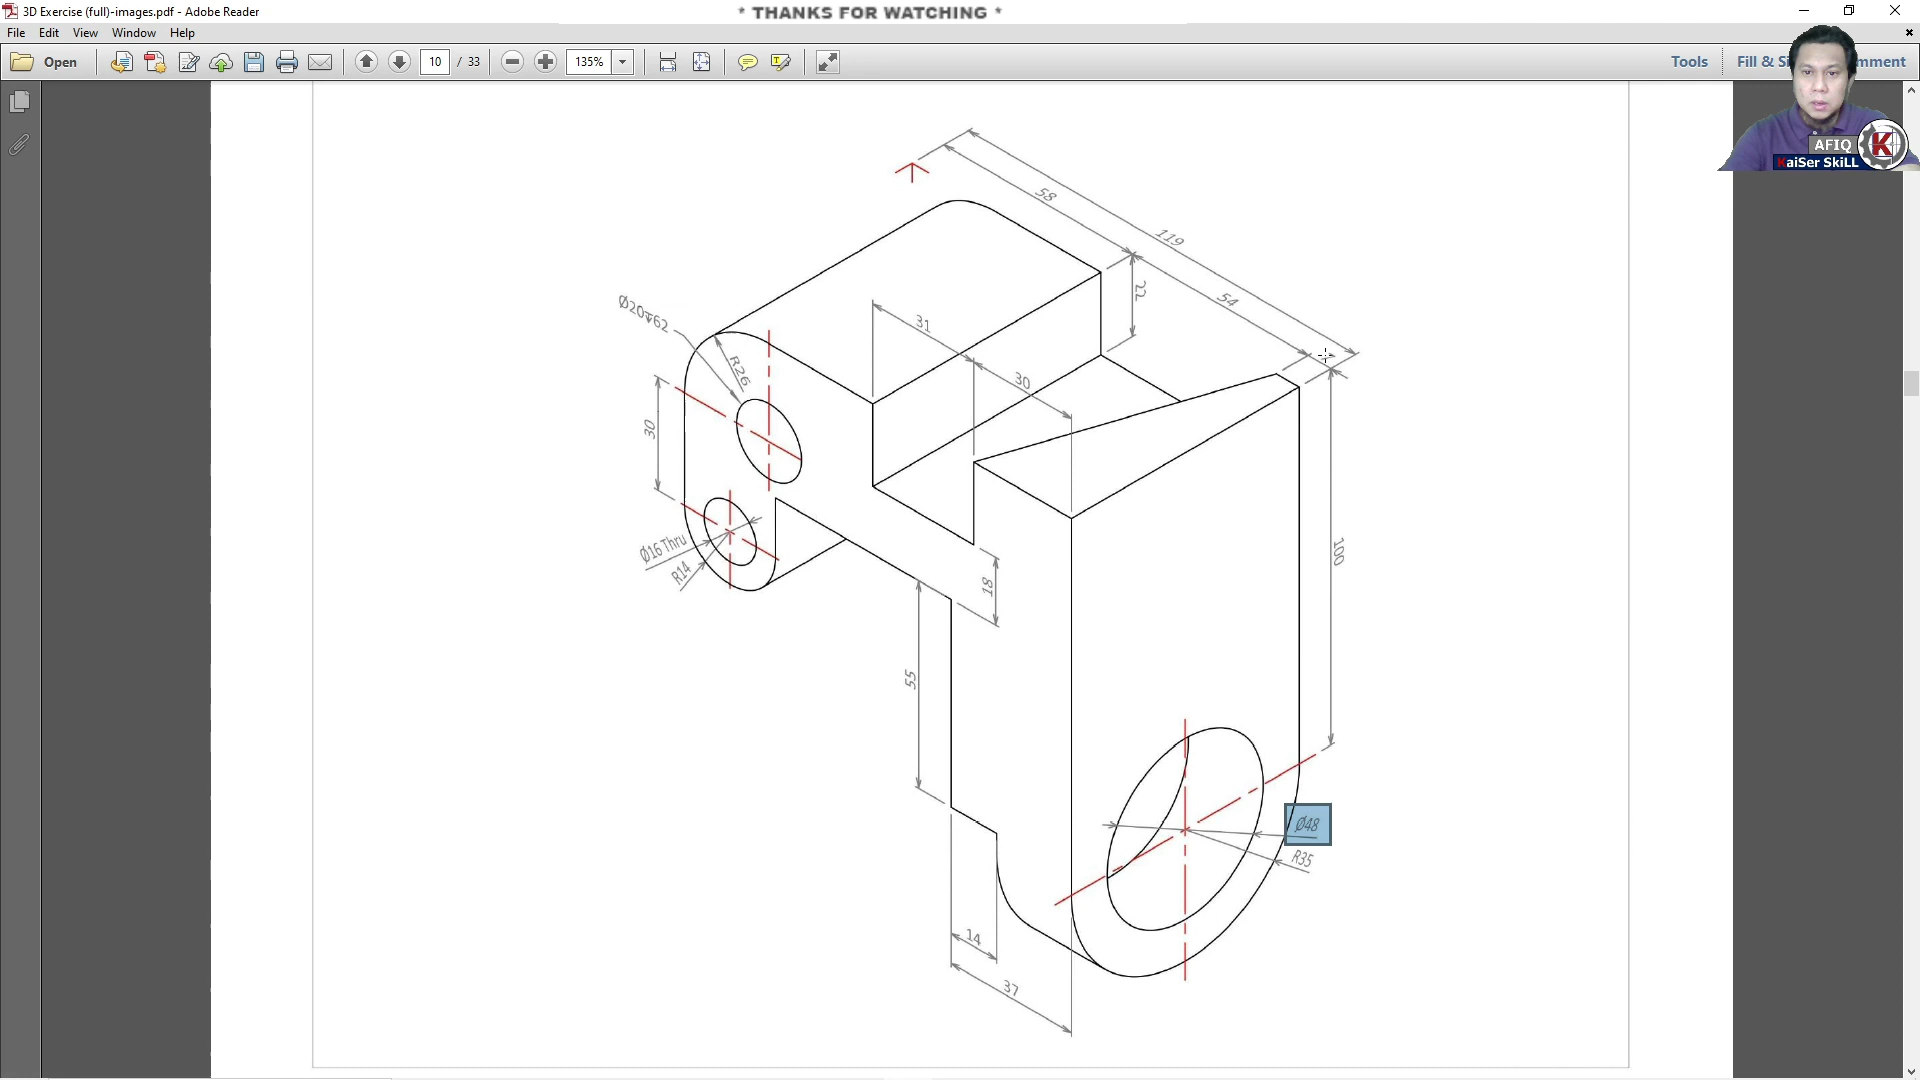 3D Exercise (full)-images.pdf - Adobe Reader
* THANKS FOR WATCHING *
File Edit View Window Help
Open
10 / 33
135%
Tools
Fill & Si
mment
AFIQ
K
KaiSer SkiLL
58
119
22
54
Ø20↧62
31
R26
30
30
100
Ø16 Thru
R14
18
55
Ø48
R35
14
37